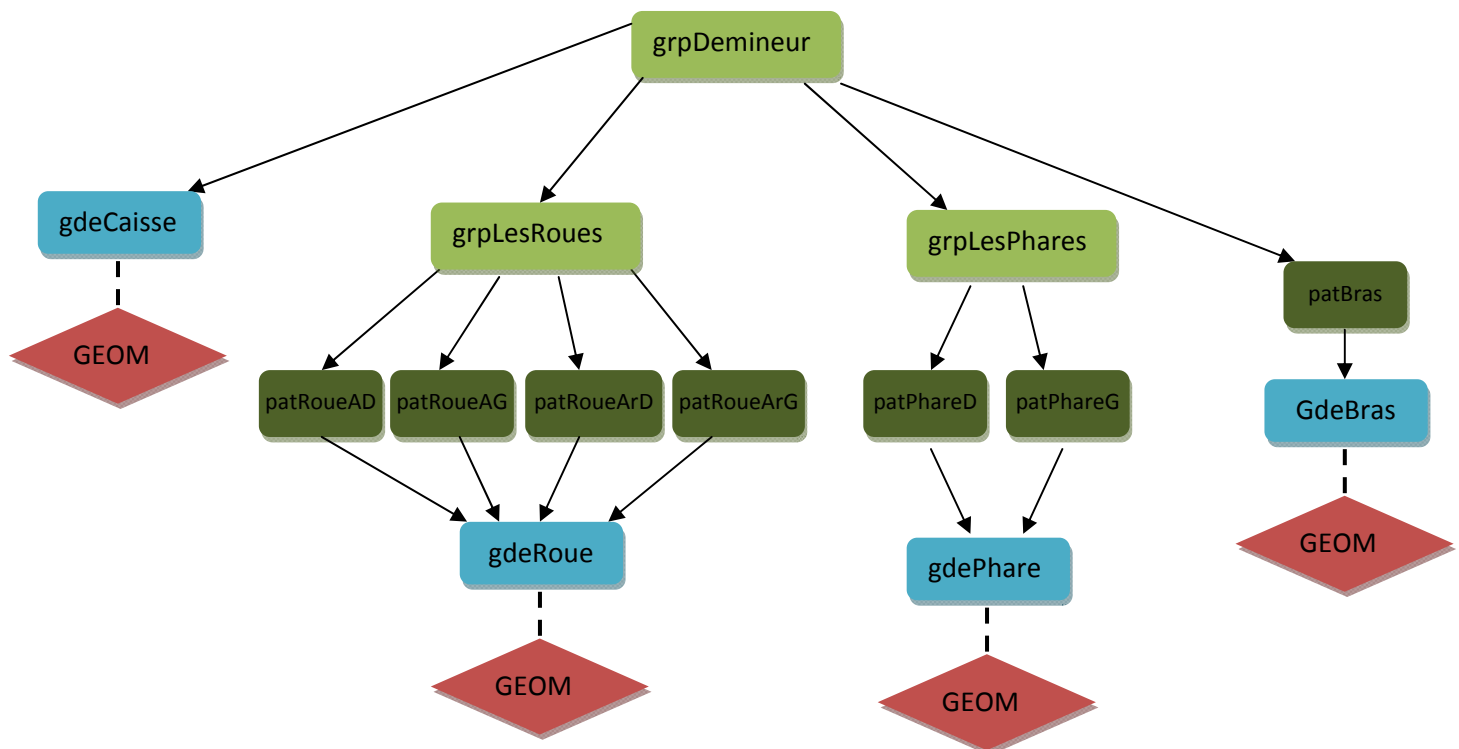 grpDemineur
gdeCaisse
grpLesRoues
grpLesPhares
patBras
GEOM
patRoueAD
patRoueAG
patRoueArD
patRoueArG
patPhareD
patPhareG
GdeBras
gdeRoue
gdePhare
GEOM
GEOM
GEOM